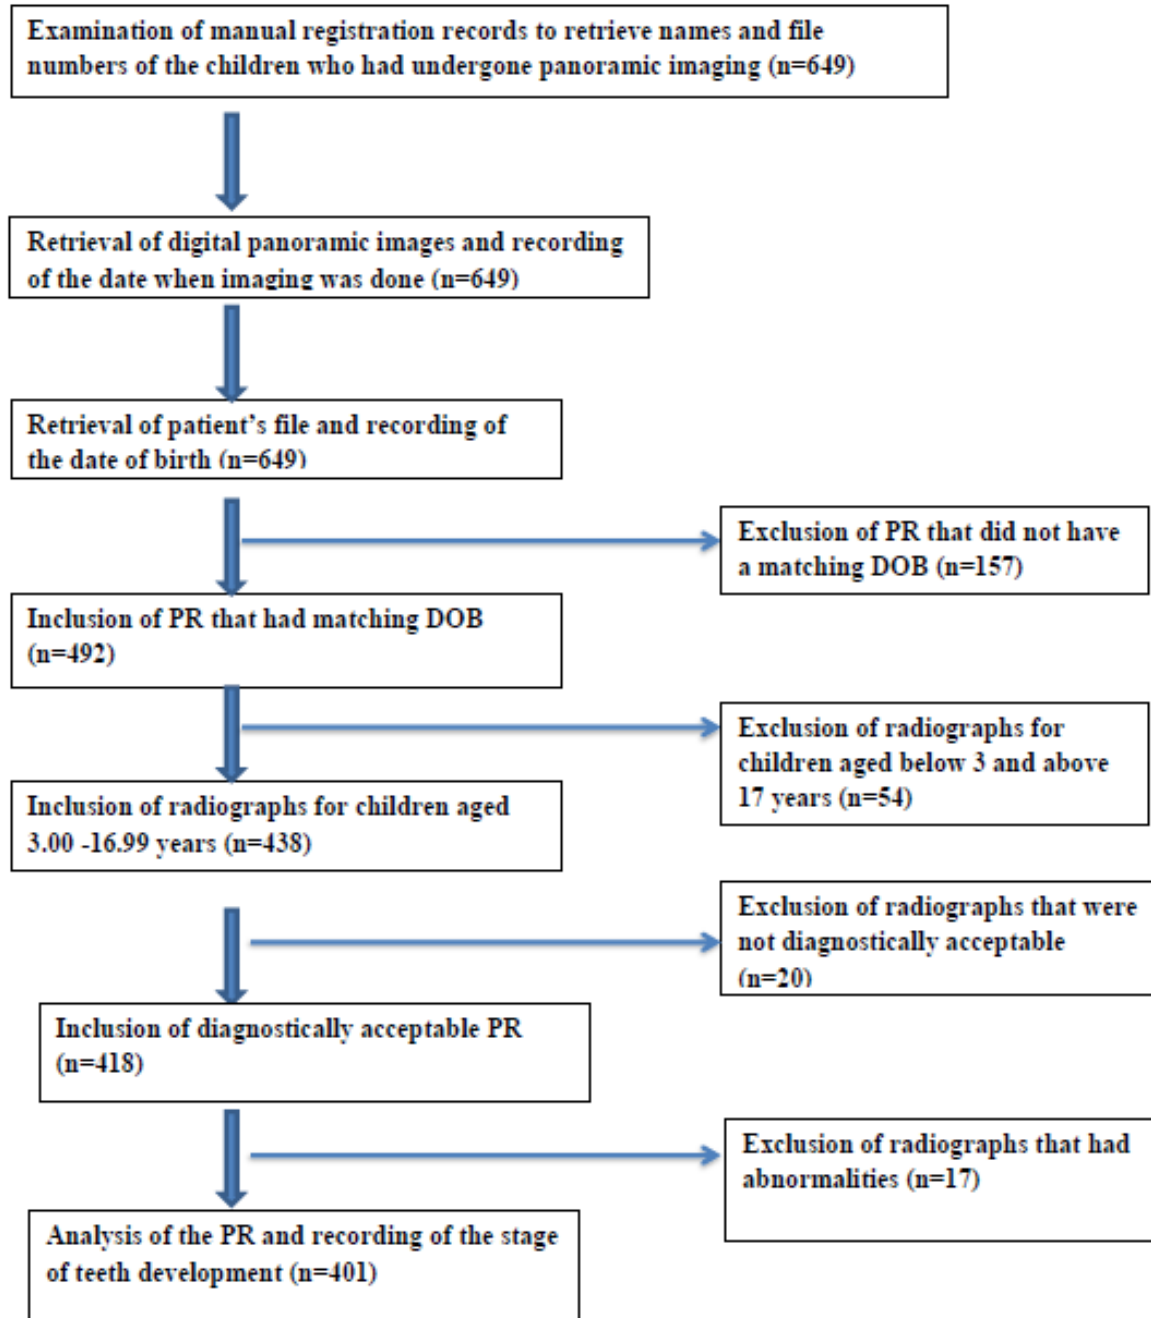 Examination of manual registration records to retrieve names and file
numbers of the children who had undergone panoramic imaging (n=649)
Retrieval of digital panoramic images and recording
of the date when imaging was done (n=649)
Retrieval of patient’s file and recording of
the date of birth (n=649)
Exclusion of PR that did not have
a matching DOB (n=157)
Inclusion of PR that had matching DOB
(n=492)
Exclusion of radiographs for
children aged below 3 and above
17 years (n=54)
Inclusion of radiographs for children aged
3.00 -16.99 years (n=438)
Exclusion of radiographs that were
not diagnostically acceptable
(n=20)
Inclusion of diagnostically acceptable PR
(n=418)
Exclusion of radiographs that had
abnormalities (n=17)
Analysis of the PR and recording of the stage
of teeth development (n=401)